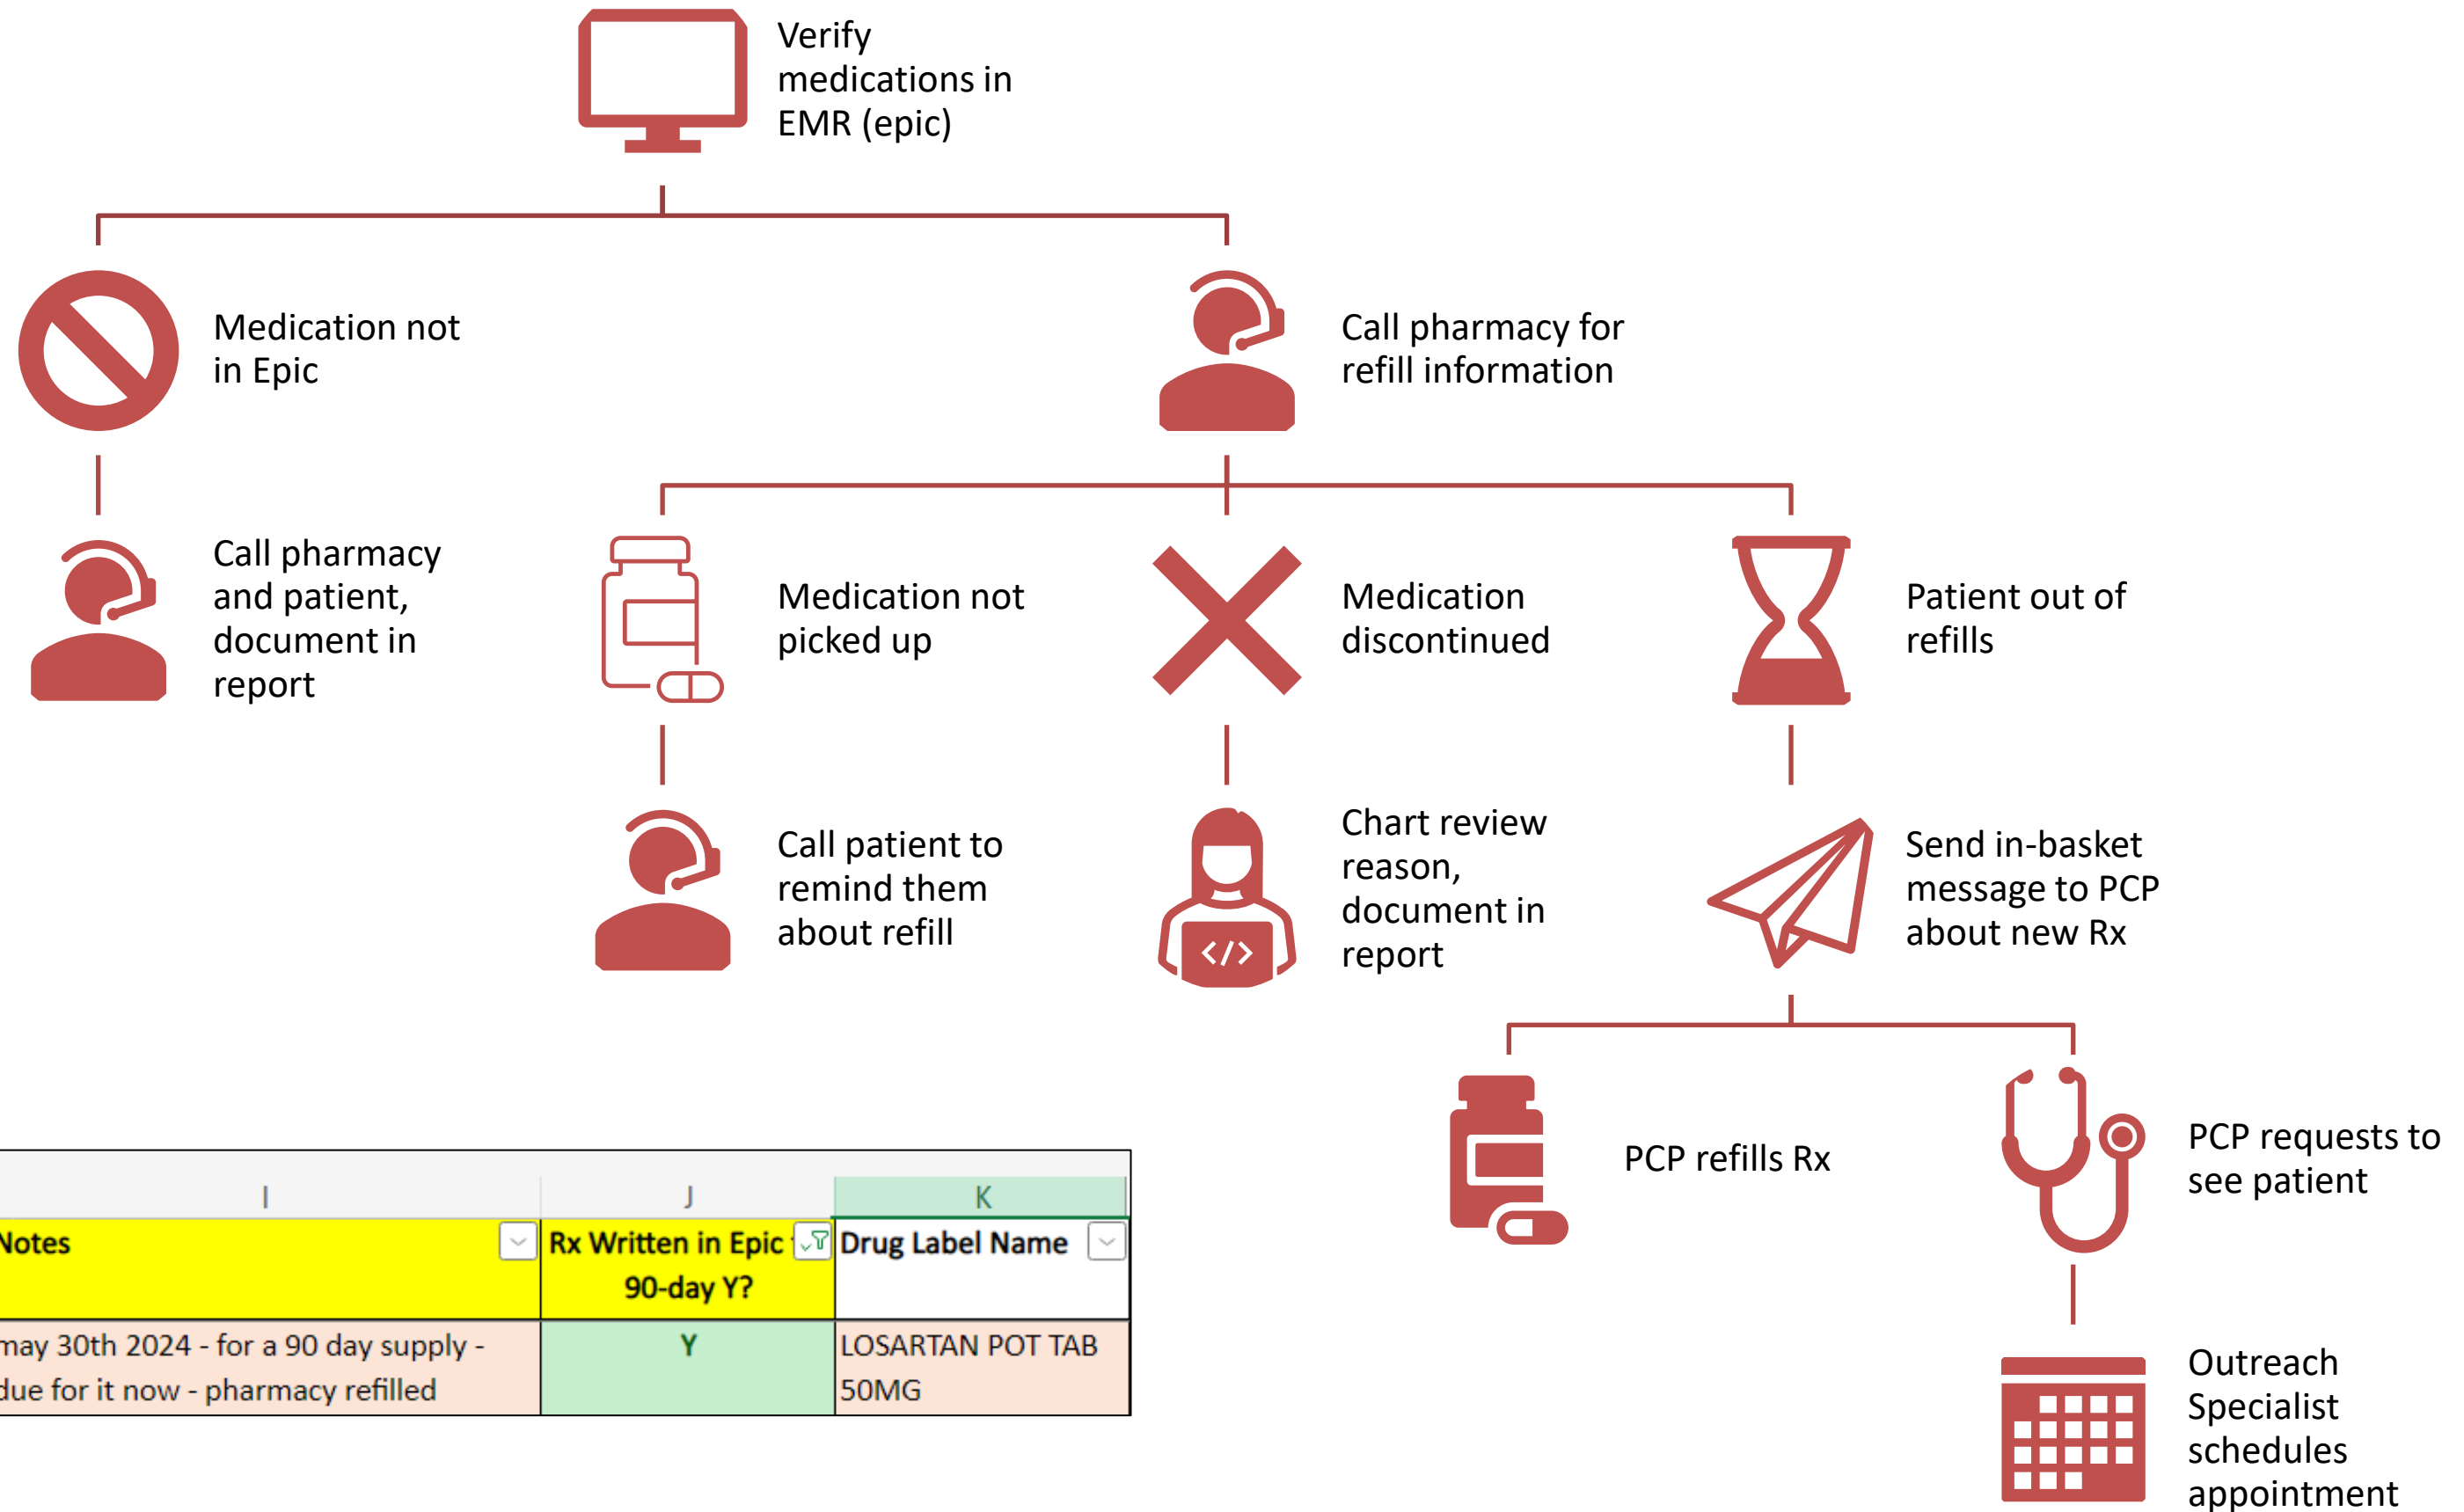 Verify
medications in
EMR (epic)
Medication not
in Epic
Call pharmacy for
refill information
Call pharmacy
and patient,
document in
report
Medication not
picked up
Medication
discontinued
Patient out of
refills
Call patient to
remind them
about refill
Chart review
reason,
document in
report
</>
Send in-basket
message to PCP
about new Rx
PCP refills Rx
PCP requests to
see patient
Outreach
Specialist
schedules
appointment
I J K
Notes
Rx Written in Epic
90-day Y?
Drug Label Name
may 30th 2024 - for a 90 day supply -
due for it now - pharmacy refilled
Y
LOSARTAN POT TAB
50MG